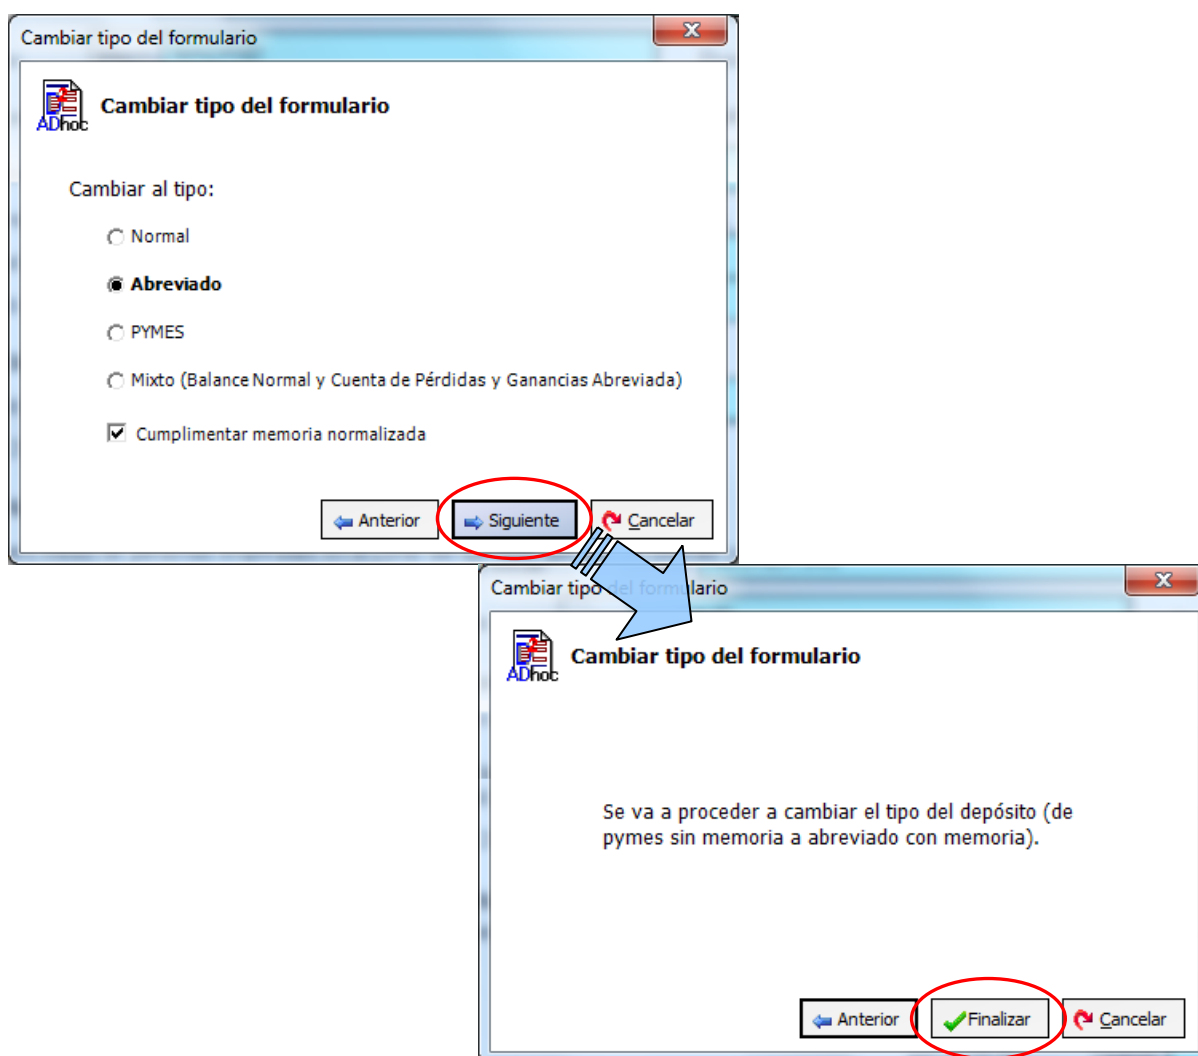 Cambiar tipo del formulario
X
ADhoc
Cambiar tipo del formulario
Cambiar al tipo:
Normal
Abreviado
PYMES
Mixto (Balance Normal y Cuenta de Pérdidas y Ganancias Abreviada)
Cumplimentar memoria normalizada
Anterior
Siguiente
Cancelar
Cambiar tipo del formulario
X
ADhoc
Cambiar tipo del formulario
Se va a proceder a cambiar el tipo del depósito (de
pymes sin memoria a abreviado con memoria).
Anterior
Finalizar
Cancelar